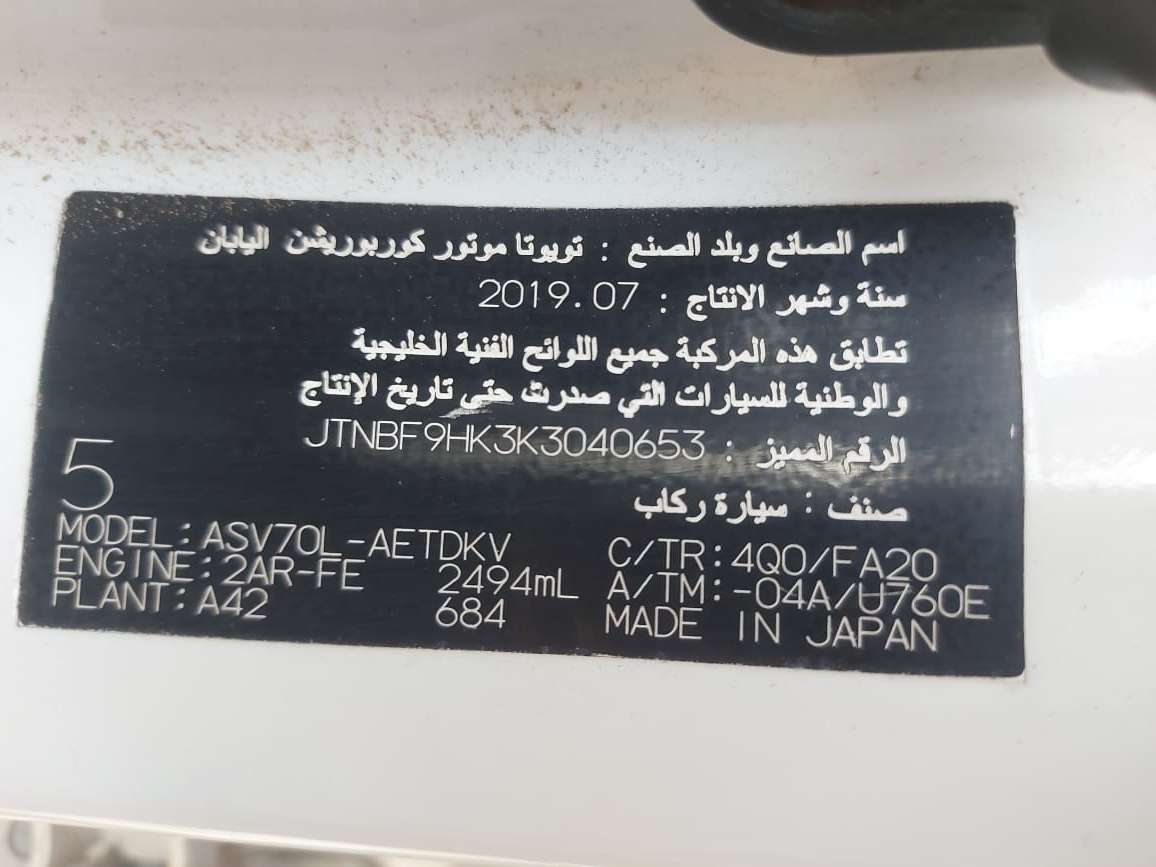 اسم الصانع وبلد الصنع : تويوتا موتور كوربوريشن اليابان
سنة وشهر الانتاج : 2019.07
تطابق هذه المركبة جميع اللوائح الفنية الخليجية
والوطنية للسيارات التي صدرت حتى تاريخ الإنتاج
الرقم المميز : JTNBF9HK3K3040653
صنف : سيارة ركاب
5
MODEL:ASV70L-AETDKV C/TR:4Q0/FA20
ENGINE:2AR-FE 2494mL A/TM:-04A/U760E
PLANT:A42 684 MADE IN JAPAN